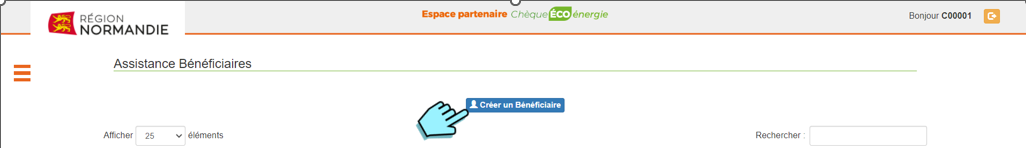 RÉGION
NORMANDIE
Espace partenaire Chèque ÉCO énergie
Bonjour C00001
Assistance Bénéficiaires
Créer un Bénéficiaire
Afficher 25 éléments
Rechercher :